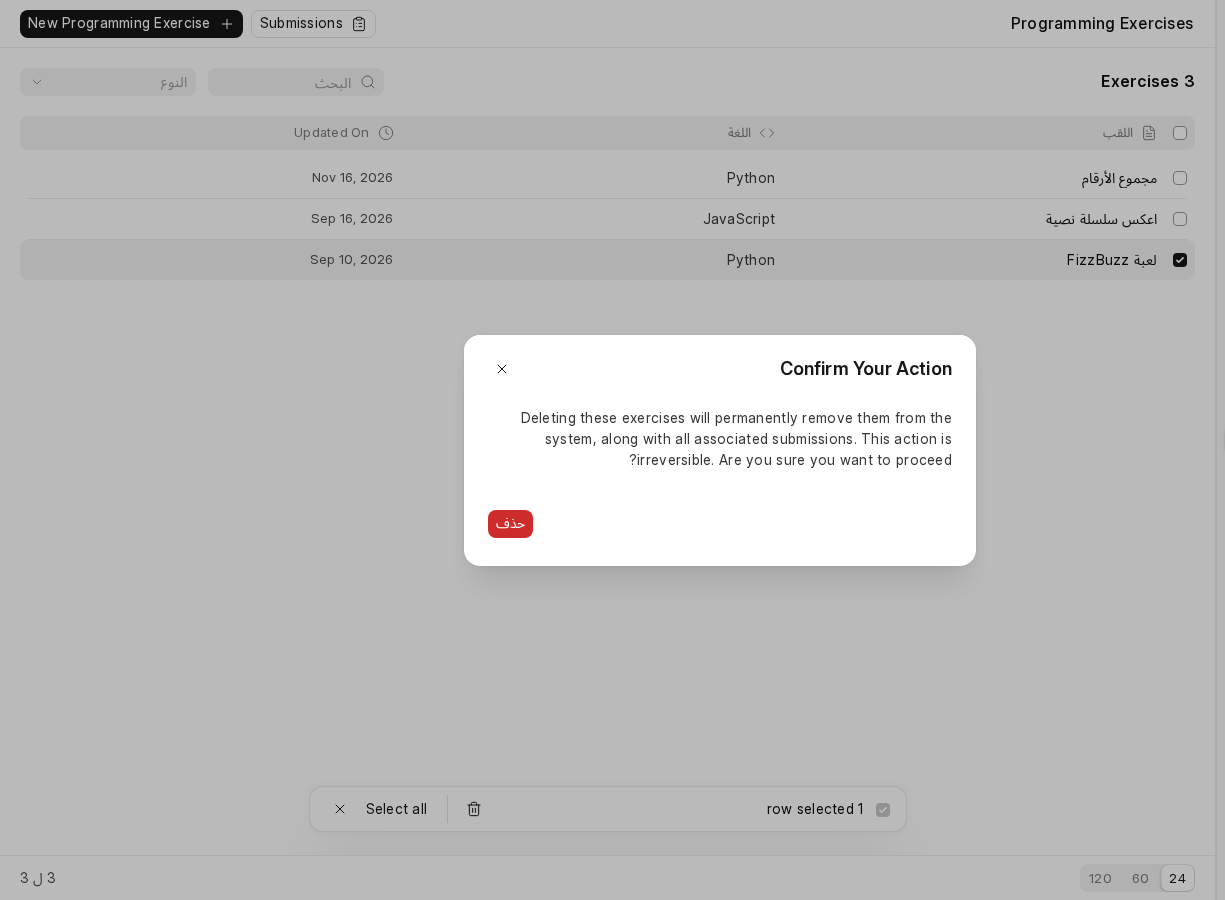 Programming Exercises
Submissions
New Programming Exercise
3 Exercises
البحث
النوع
اللقب
اللغة
Updated On
مجموع الأرقام
Python
Nov 16, 2026
اعكس سلسلة نصية
JavaScript
Sep 16, 2026
لعبة FizzBuzz
Python
Sep 10, 2026
Confirm Your Action
Deleting these exercises will permanently remove them from the
system, along with all associated submissions. This action is
irreversible. Are you sure you want to proceed?
حذف
1 row selected
Select all
24
60
120
3 ل 3